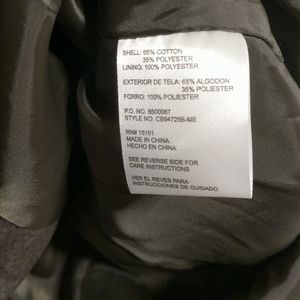 SHELL: 65% COTTON
35% POLYESTER
LINING: 100% POLYESTER
EXTERIOR DE TELA: 65% ALGODON
35% POLIESTER
FORRO: 100% POLIESTER
P.O. NO. 6500067
STYLE NO. CB94725B-ME
RN# 15101
MADE IN CHINA
HECHO EN CHINA
SEE REVERSE SIDE FOR
CARE INSTRUCTIONS
VER EL REVES PARA
INSTRUCCIONES DE CUIDADO